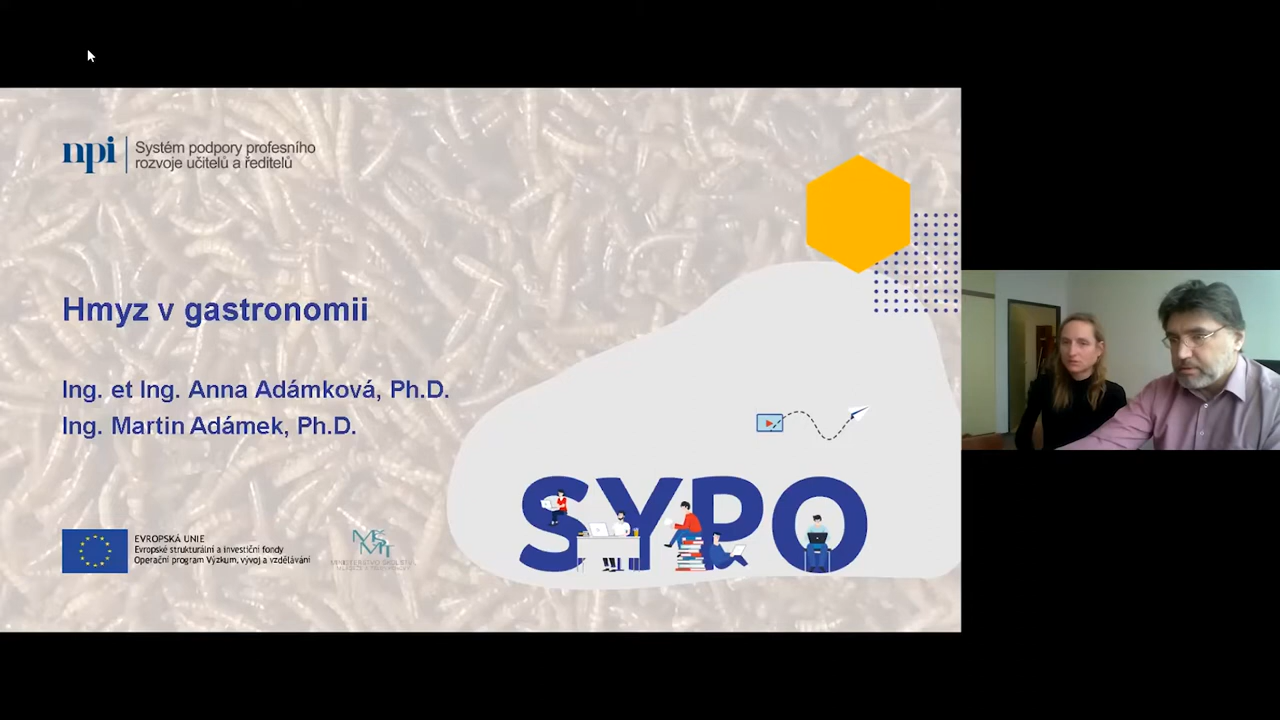 npi
Systém podpory profesního
rozvoje učitelů a ředitelů
Hmyz v gastronomii
Ing. et Ing. Anna Adámková, Ph.D.
Ing. Martin Adámek, Ph.D.
SYPO
EVROPSKÁ UNIE
Evropské strukturální a investiční fondy
Operační program Výzkum, vývoj a vzdělávání
MŠMT